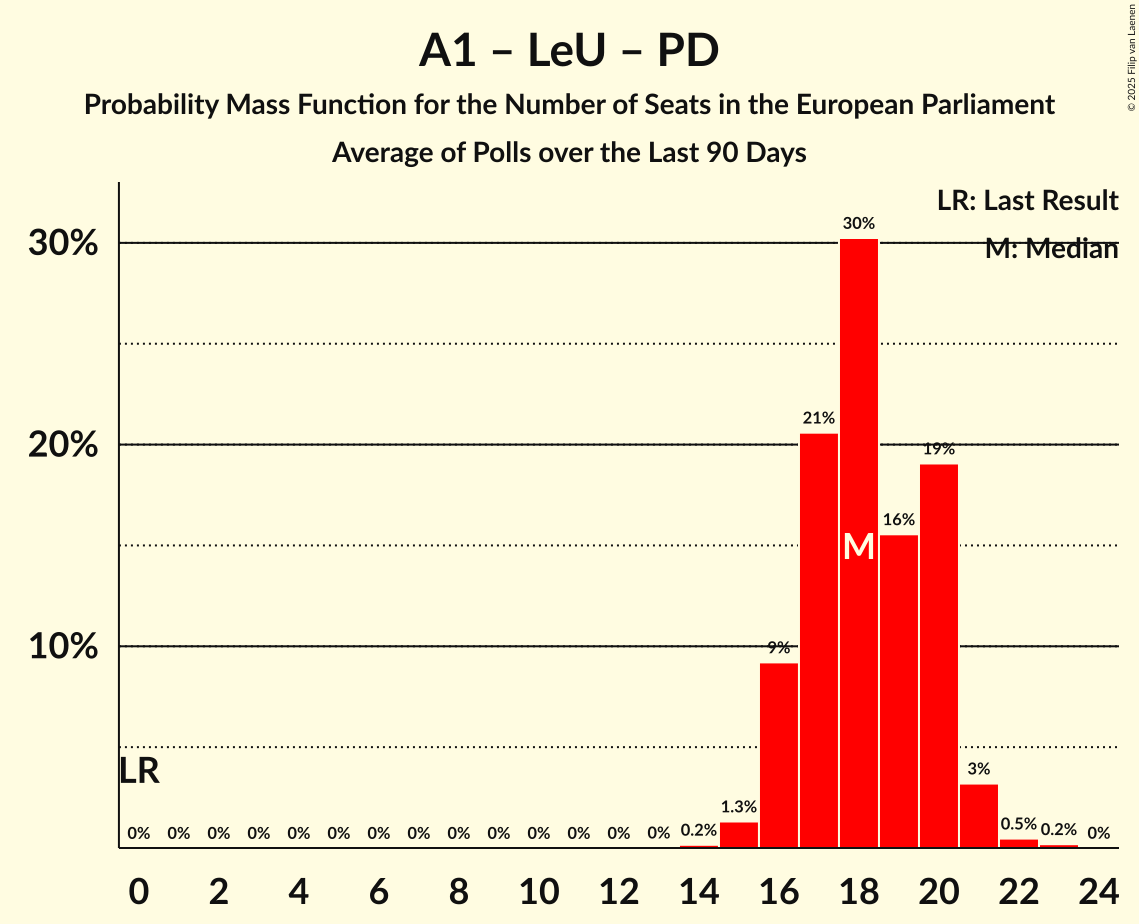 A1 – LeU – PD
Probability Mass Function for the Number of Seats in the European Parliament
Average of Polls over the Last 90 Days
© 2025 Filip van Laenen
LR: Last Result
M: Median
30%
20%
10%
30%
21%
19%
16%
M
9%
LR
3%
1.3%
0% 0% 0% 0% 0% 0% 0% 0% 0% 0% 0% 0% 0% 0% 0.2% 0.5% 0.2% 0%
0 2 4 6 8 10 12 14 16 18 20 22 24